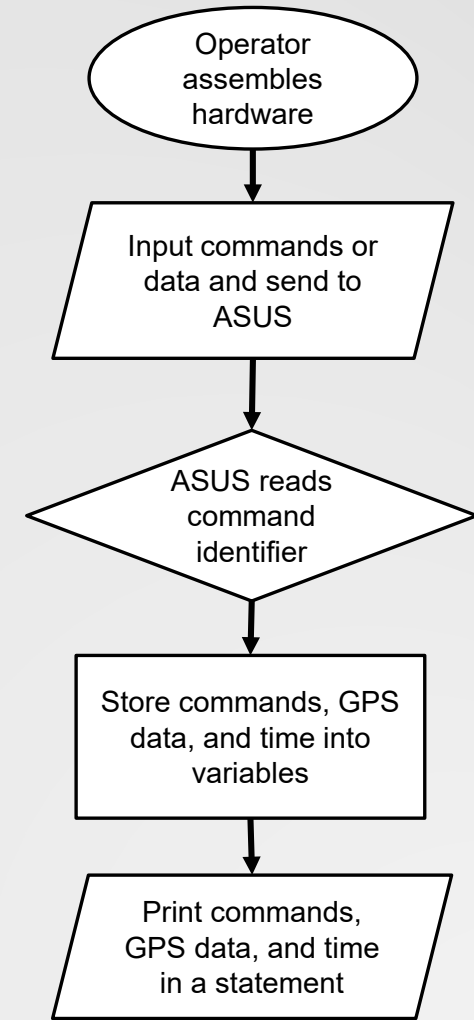 Operator
assembles
hardware
Input commands or
data and send to
ASUS
ASUS reads
command
identifier
Store commands, GPS
data, and time into
variables
Print commands,
GPS data, and time
in a statement